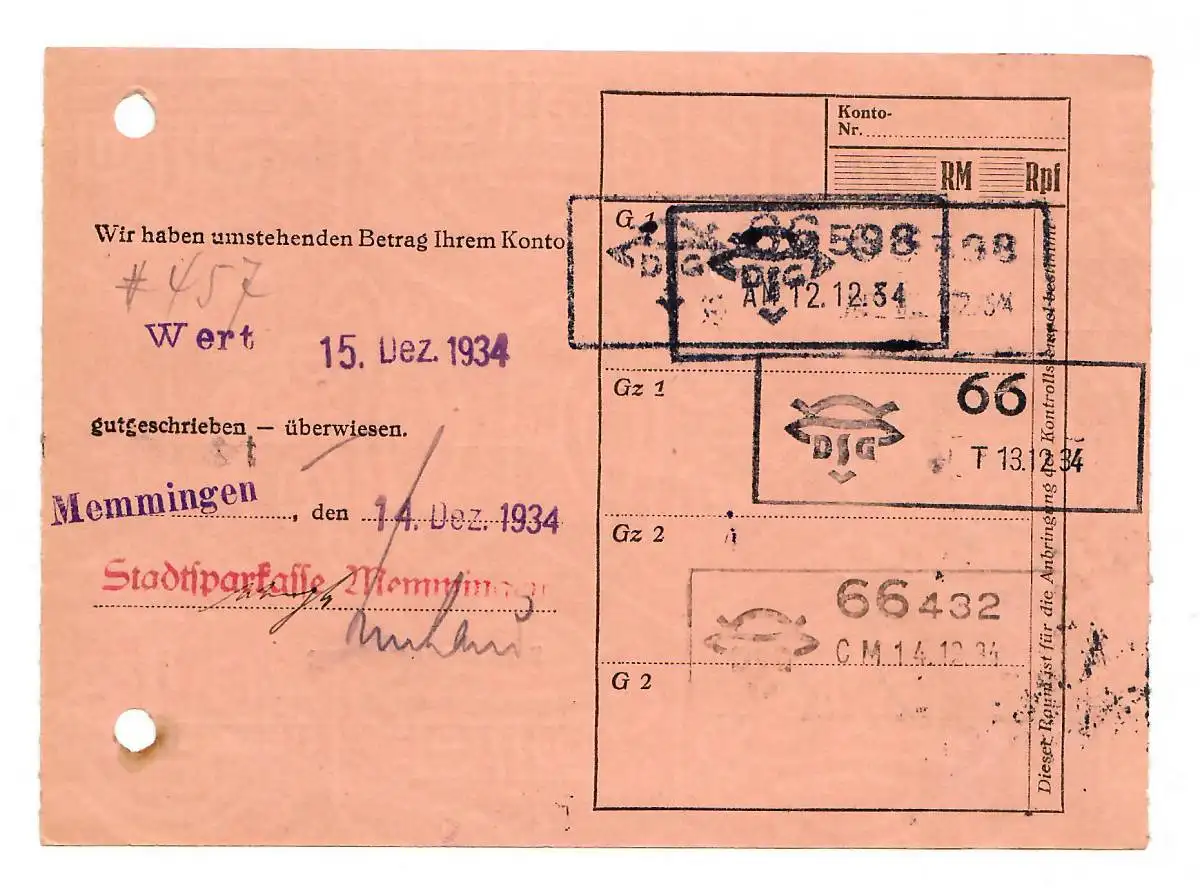 Wir haben umstehenden Betrag Ihrem Konto
# 457
Wert 15. Dez. 1934
gutgeschrieben — überwiesen.
Memmingen, den 14. Dez. 1934
Stadtsparkasse Memmingen
Konto-
Nr.
RM Rpf
G 1
DSG
66598
AM 12.12.34
Gz 1
66
DSG
T 13.12.34
Gz 2
66432
C M 14.12.34
G 2
Dieser Raum ist für die Anbringung der Kontrollstempel bestimmt